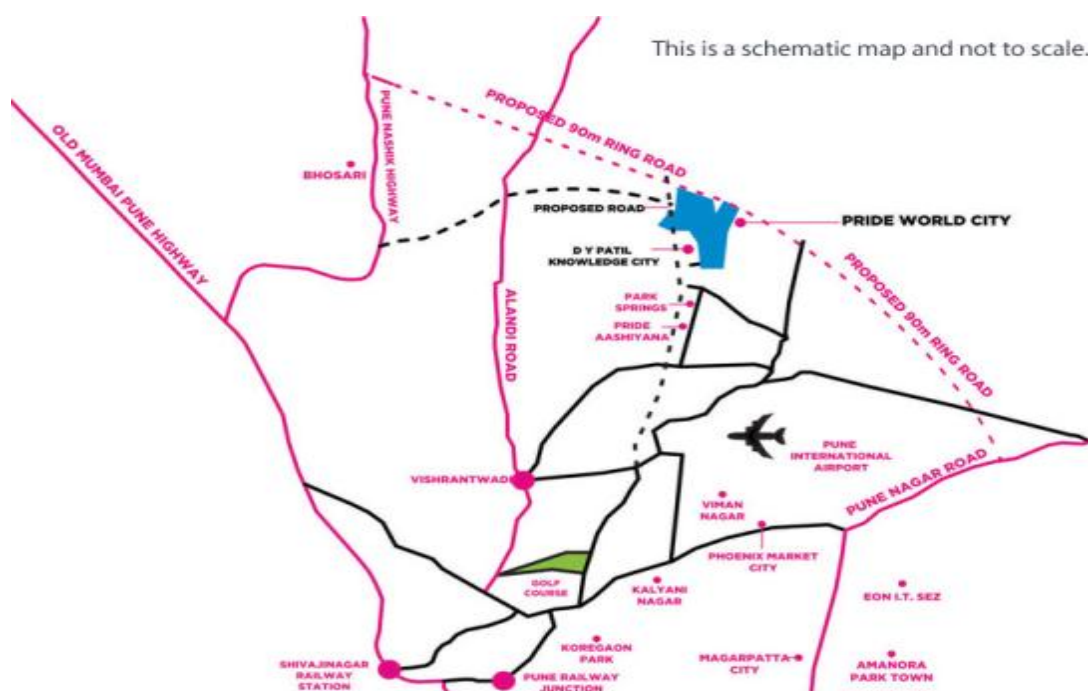 This is a schematic map and not to scale.
PROPOSED 90m RING ROAD
PUNE NASHIK HIGHWAY
OLD MUMBAI PUNE HIGHWAY
BHOSARI
PROPOSED ROAD
PRIDE WORLD CITY
D Y PATIL
KNOWLEDGE CITY
ALANDI ROAD
PARK
SPRINGS
PRIDE
AASHIYANA
PROPOSED 90m RING ROAD
PUNE
INTERNATIONAL
AIRPORT
VISHRANTWADI
PUNE NAGAR ROAD
VIMAN
NAGAR
PHOENIX MARKET
CITY
GOLF
COURSE
KALYANI
NAGAR
EON I.T. SEZ
KOREGAON
PARK
SHIVAJINAGAR
RAILWAY
STATION
PUNE RAILWAY
JUNCTION
MAGARPATTA
CITY
AMANORA
PARK TOWN